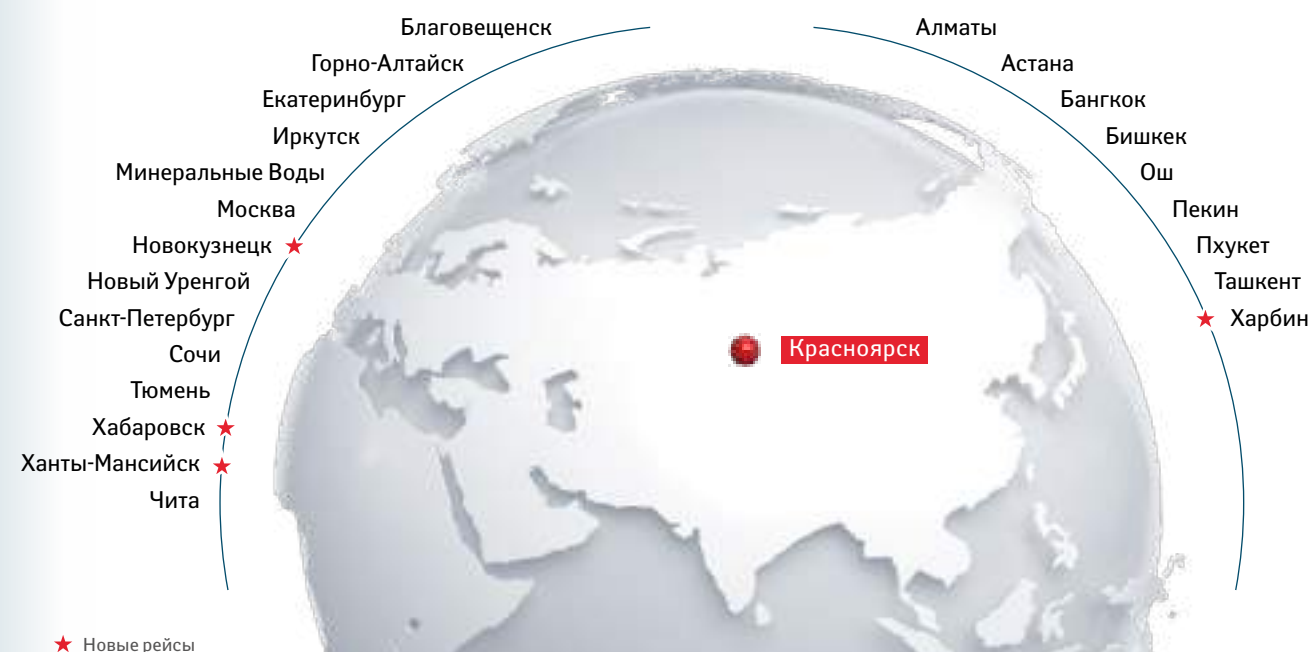 Благовещенск
Горно-Алтайск
Екатеринбург
Иркутск
Минеральные Воды
Москва
Новокузнецк
Новый Уренгой
Санкт-Петербург
Сочи
Тюмень
Хабаровск
Ханты-Мансийск
Чита
Алматы
Астана
Бангкок
Бишкек
Ош
Пекин
Пхукет
Ташкент
Харбин
Красноярск
Новые рейсы